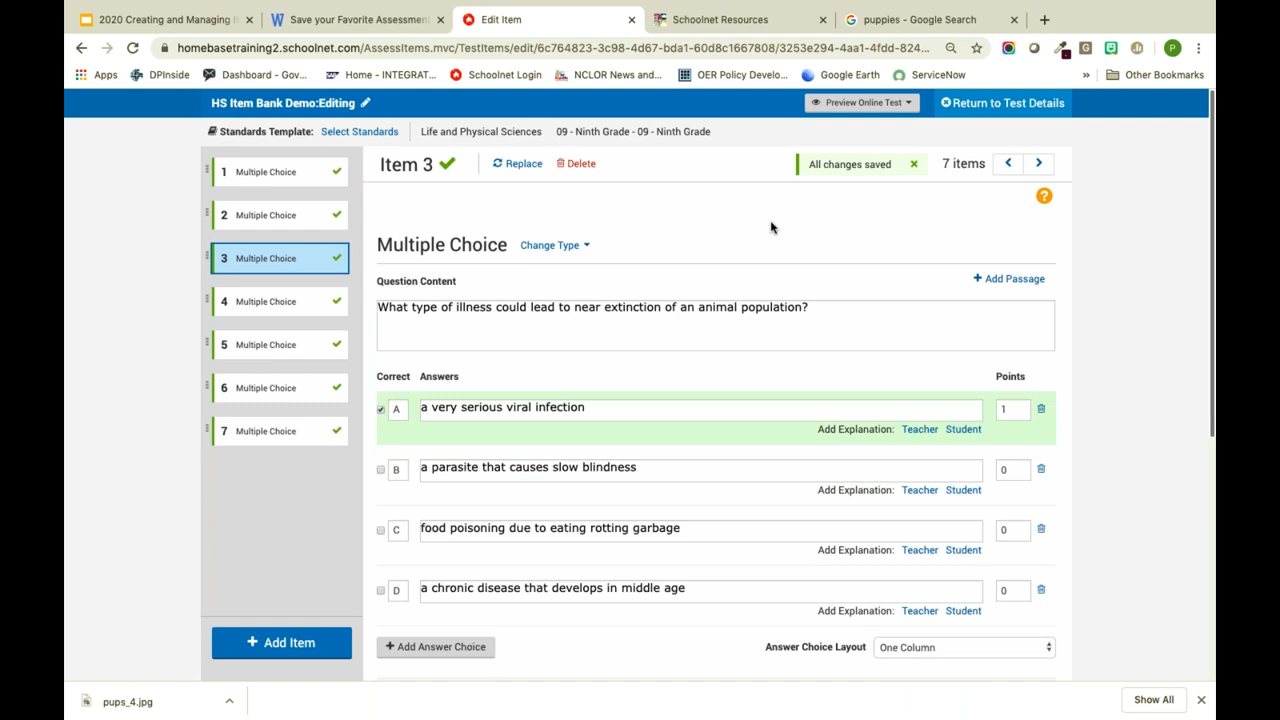 2020 Creating and Managing
Save your Favorite Assessment
Edit Item
Schoolnet Resources
puppies - Google Search
homebasetraining2.schoolnet.com/AssessItems.mvc/TestItems/edit/6c764823-3c98-4d67-bda1-60d8c1667808/3253e294-4aa1-4fdd-824...
P
Apps
DPInside
Dashboard - Gov...
Home - INTEGRAT...
Schoolnet Login
NCLOR News and...
OER Policy Develo...
Google Earth
ServiceNow
»
Other Bookmarks
HS Item Bank Demo:Editing
Preview Online Test
Return to Test Details
Standards Template: Select Standards
Life and Physical Sciences
09 - Ninth Grade - 09 - Ninth Grade
1 Multiple Choice
2 Multiple Choice
3 Multiple Choice
4 Multiple Choice
5 Multiple Choice
6 Multiple Choice
7 Multiple Choice
+ Add Item
Item 3
Replace
Delete
All changes saved
7 items
?
Multiple Choice
Change Type
Question Content
+ Add Passage
What type of illness could lead to near extinction of an animal population?
Correct Answers Points
A a very serious viral infection 1
Add Explanation: Teacher Student
B a parasite that causes slow blindness 0
Add Explanation: Teacher Student
C food poisoning due to eating rotting garbage 0
Add Explanation: Teacher Student
D a chronic disease that develops in middle age 0
Add Explanation: Teacher Student
+ Add Answer Choice
Answer Choice Layout One Column
pups_4.jpg
Show All